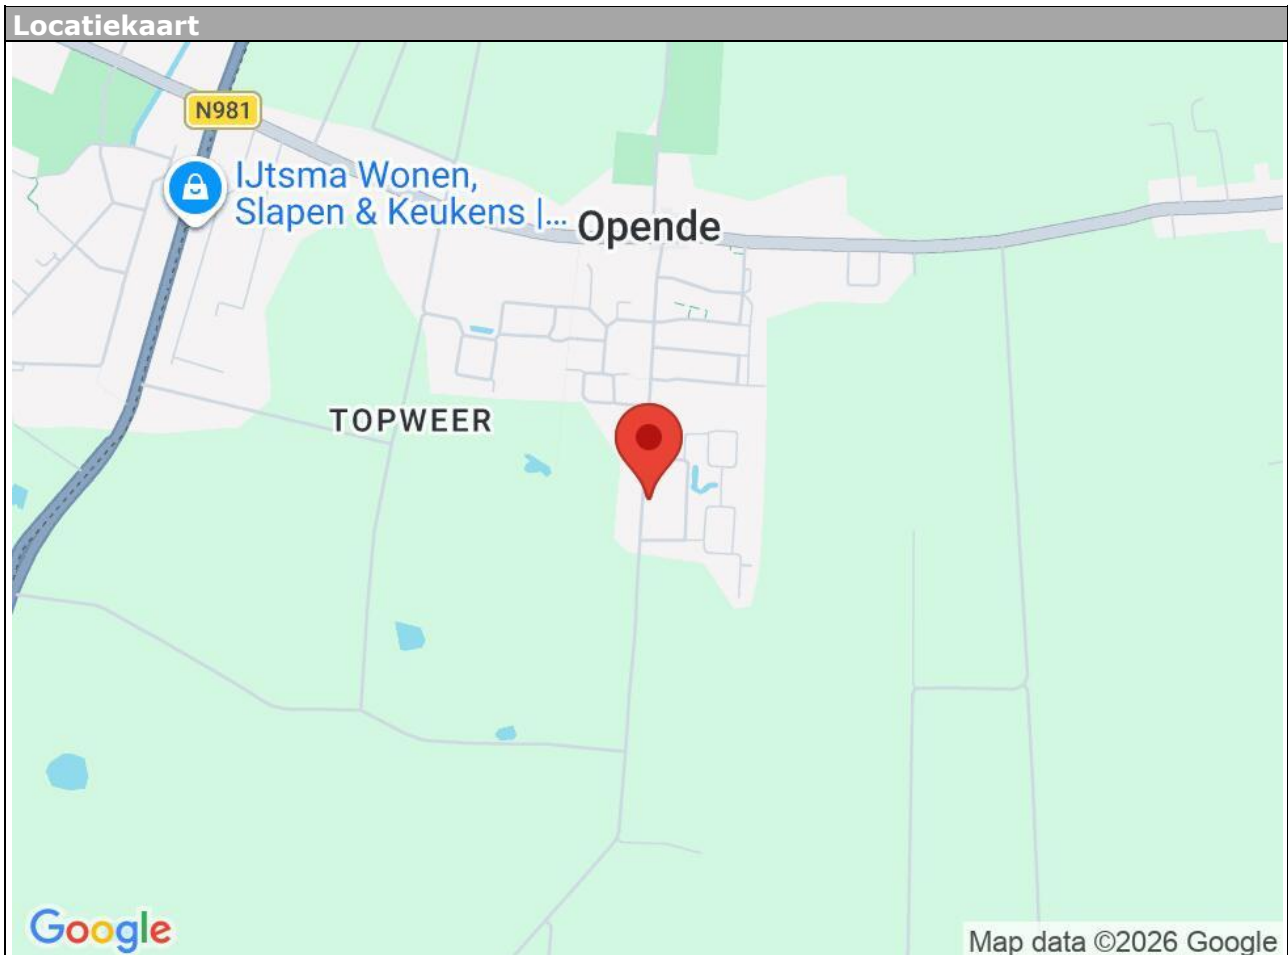 Locatiekaart
N981
IJtsma Wonen,
Slapen & Keukens |...
Opende
TOPWEER
Google
Map data ©2026 Google